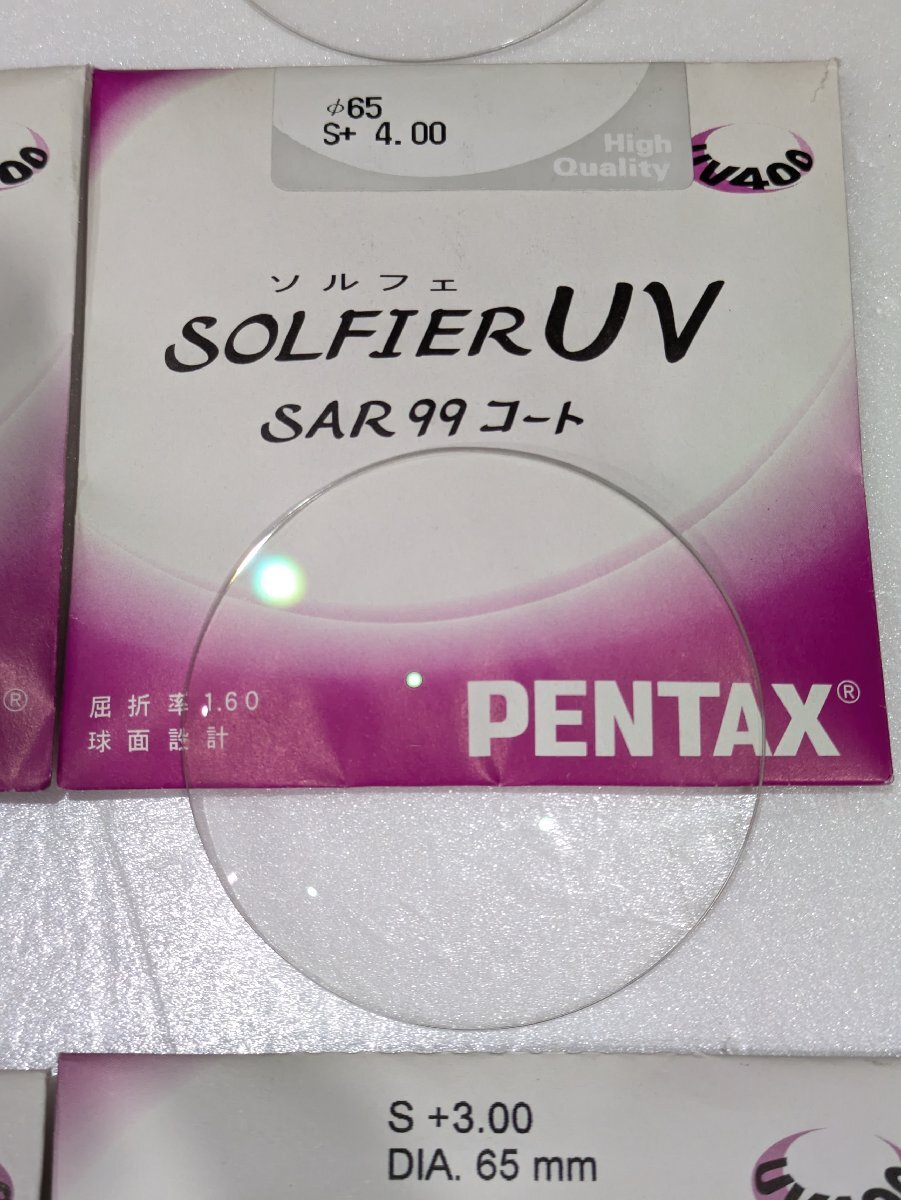 φ65
S+ 4.00
High
Quality
UV400
ソルフェ
SOLFIER UV
SAR 99 コート
屈折率 1.60
球面設計
PENTAX®
®
S +3.00
DIA. 65 mm